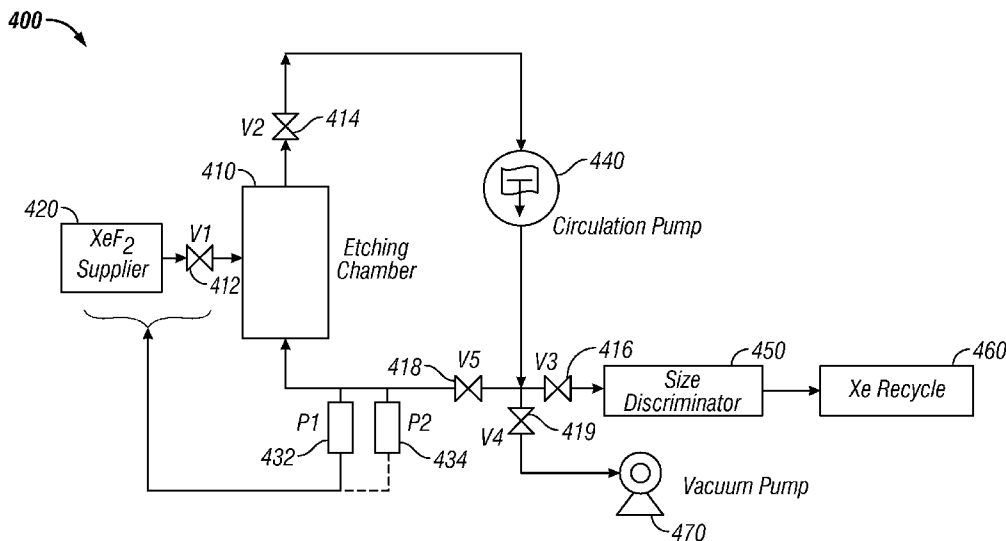 400
V2
414
410
440
420
XeF2
Supplier
V1
412
Etching
Chamber
Circulation Pump
418
V5
V3
416
450
460
Size
Discriminator
Xe Recycle
P1
P2
432
434
V4
419
Vacuum Pump
470